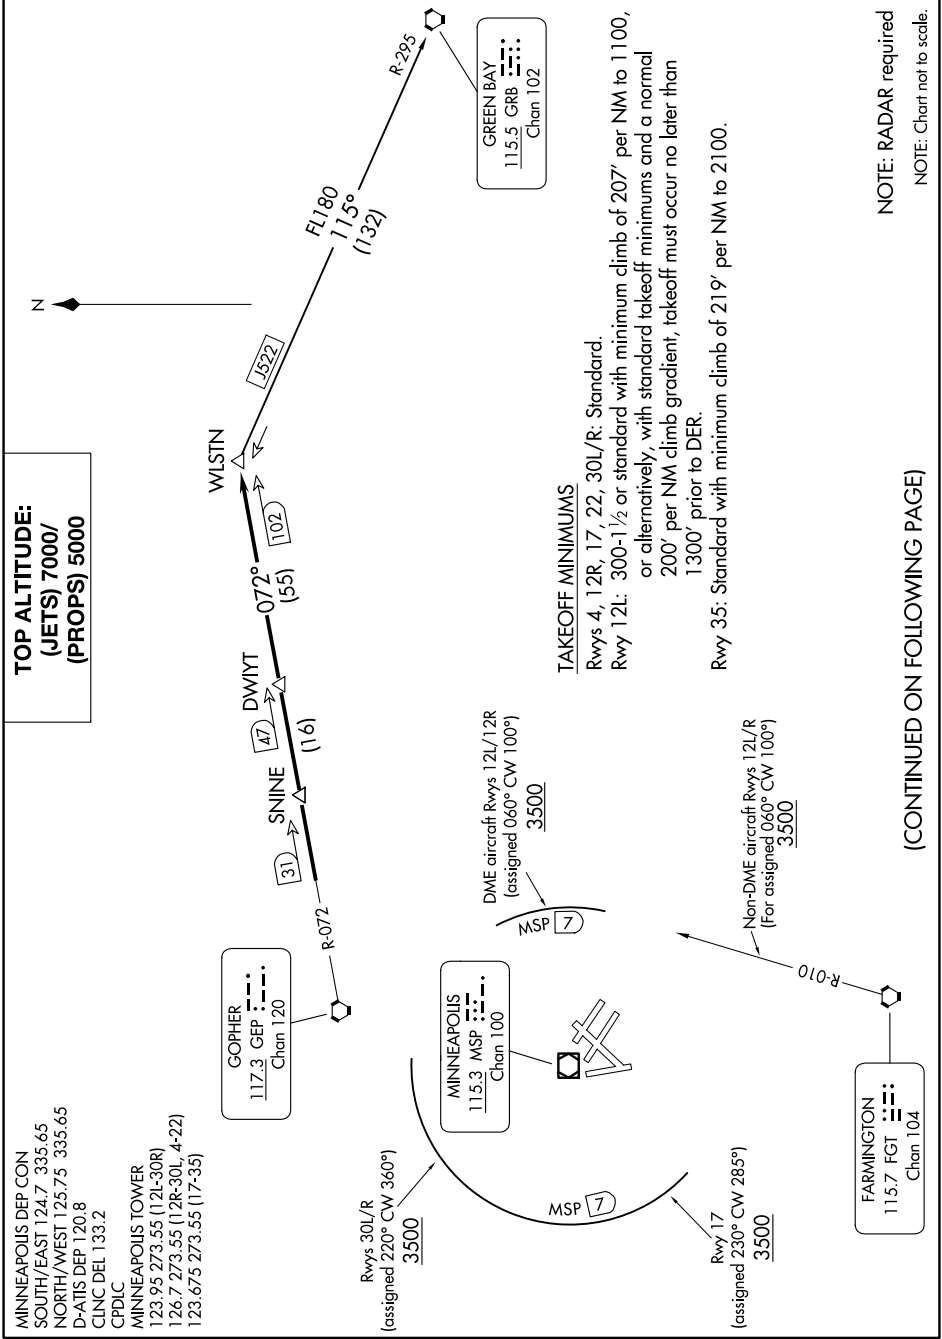 MINNEAPOLIS DEP CON
SOUTH/EAST 124.7 335.65
NORTH/WEST 125.75 335.65
D-ATIS DEP 120.8
CLNC DEL 133.2
CPDLC
MINNEAPOLIS TOWER
123.95 273.55 (12L-30R)
126.7 273.55 (12R-30L, 4-22)
123.675 273.55 (17-35)
TOP ALTITUDE:
(JETS) 7000/
(PROPS) 5000
N
GOPHER
117.3 GEP
Chan 120
R-072
31
SNINE
(16)
47
DWIYT
072°
(55)
102
WLSTN
J522
FL180
115°
(132)
R-295
GREEN BAY
115.5 GRB
Chan 102
Rwys 30L/R
(assigned 220° CW 360°)
3500
MSP 7
Rwy 17
(assigned 230° CW 285°)
3500
MINNEAPOLIS
115.3 MSP
Chan 100
MSP 7
DME aircraft Rwys 12L/12R
(assigned 060° CW 100°)
3500
Non-DME aircraft Rwys 12L/R
(For assigned 060° CW 100°)
3500
R-010
FARMINGTON
115.7 FGT
Chan 104
TAKEOFF MINIMUMS
Rwys 4, 12R, 17, 22, 30L/R: Standard.
Rwy 12L: 300-1½ or standard with minimum climb of 207' per NM to 1100,
or alternatively, with standard takeoff minimums and a normal
200' per NM climb gradient, takeoff must occur no later than
1300' prior to DER.
Rwy 35: Standard with minimum climb of 219' per NM to 2100.
NOTE: RADAR required
NOTE: Chart not to scale.
(CONTINUED ON FOLLOWING PAGE)